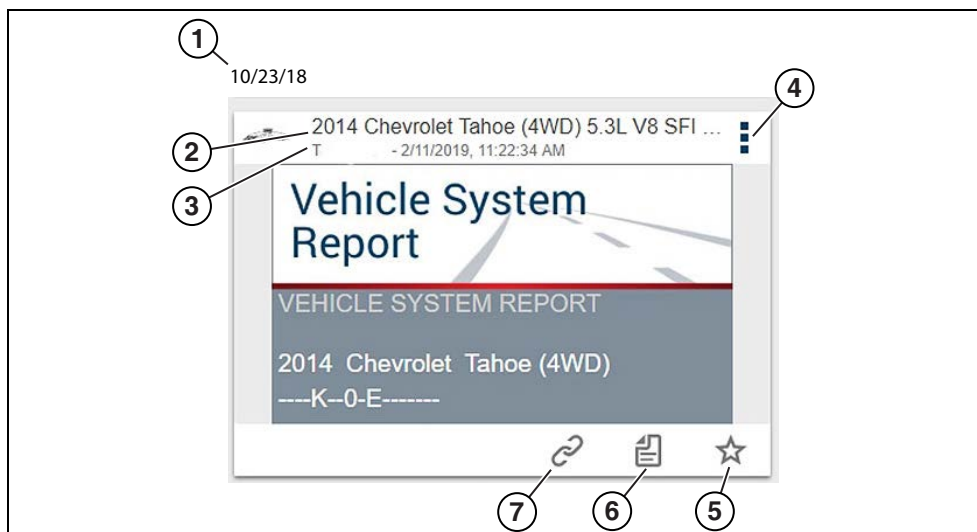 1
10/23/18
4
2014 Chevrolet Tahoe (4WD) 5.3L V8 SFI ...
2
T - 2/11/2019, 11:22:34 AM
3
Vehicle System
Report
VEHICLE SYSTEM REPORT
2014 Chevrolet Tahoe (4WD)
----K--0-E-------
7
6
5